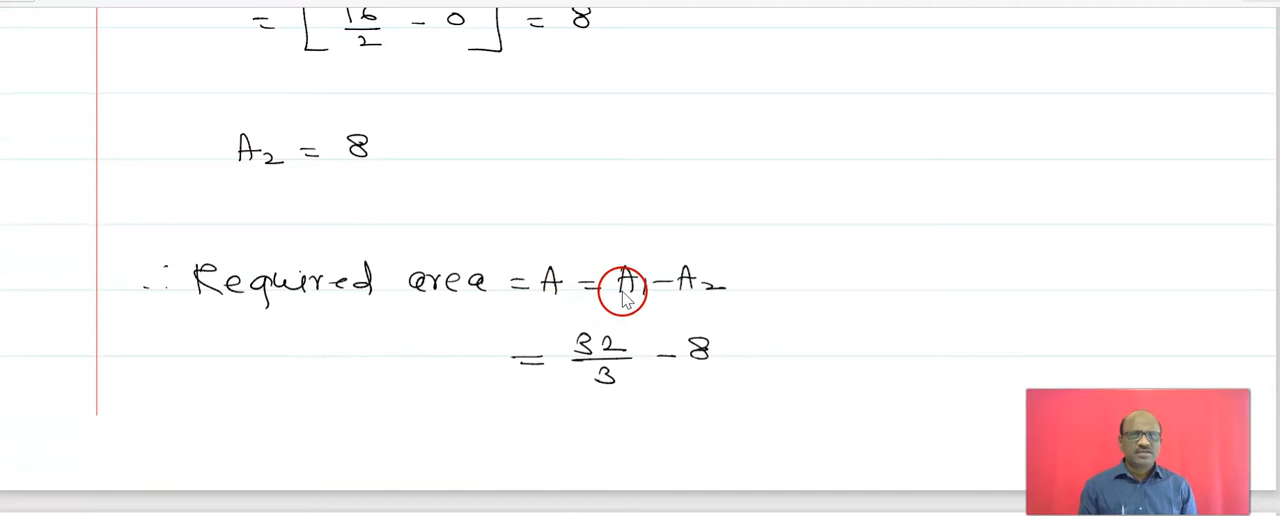 = [ 16/2 - 0 ] = 8
A₂ = 8
∴ Required area = A = A₁ - A₂
= 32/3 - 8